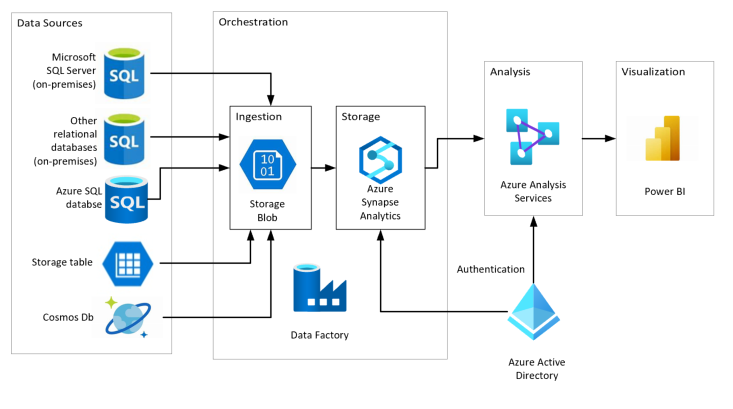 Data Sources
Microsoft
SQL Server
(on-premises)
SQL
Other
relational
databases
(on-premises)
SQL
Azure SQL
databse
SQL
Storage table
Cosmos Db
Orchestration
Ingestion
10
01
Storage
Blob
Storage
Azure
Synapse
Analytics
Data Factory
Analysis
Azure Analysis
Services
Visualization
Power BI
Authentication
Azure Active
Directory